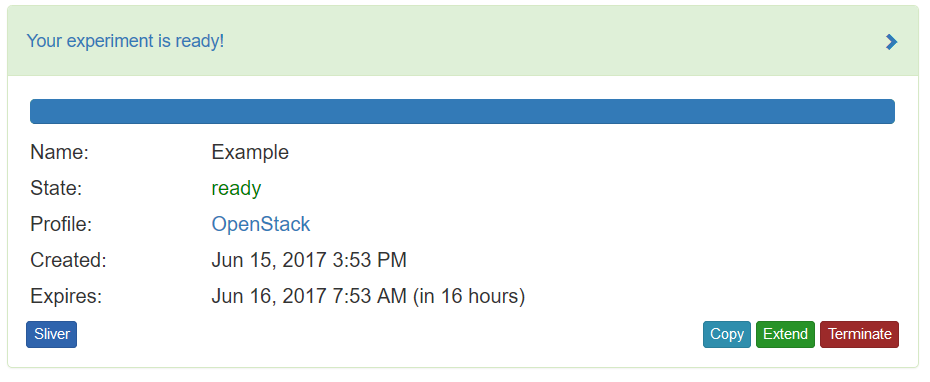 Your experiment is ready!
Name: Example
State: ready
Profile: OpenStack
Created: Jun 15, 2017 3:53 PM
Expires: Jun 16, 2017 7:53 AM (in 16 hours)
Sliver Copy Extend Terminate